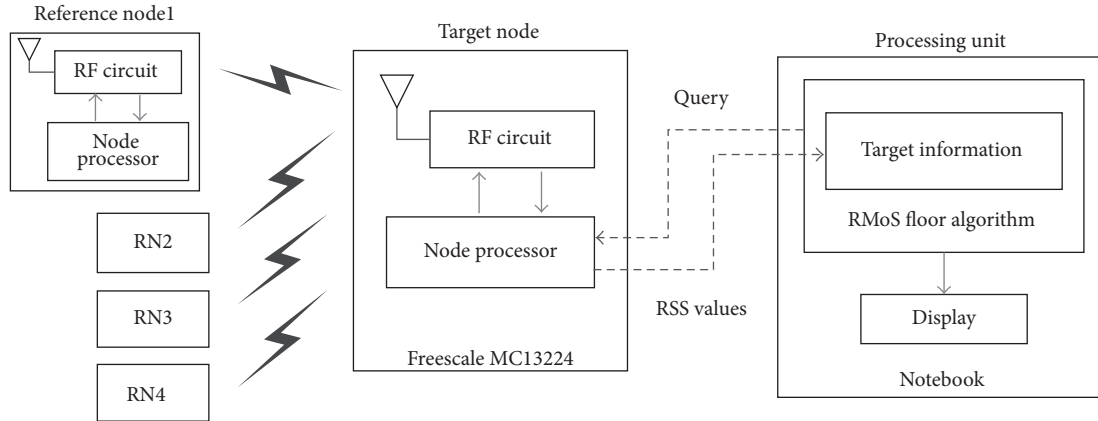 Reference node1
RF circuit
Node
processor
RN2
RN3
RN4
Target node
RF circuit
Node processor
Freescale MC13224
Query
RSS values
Processing unit
Target information
RMoS floor algorithm
Display
Notebook